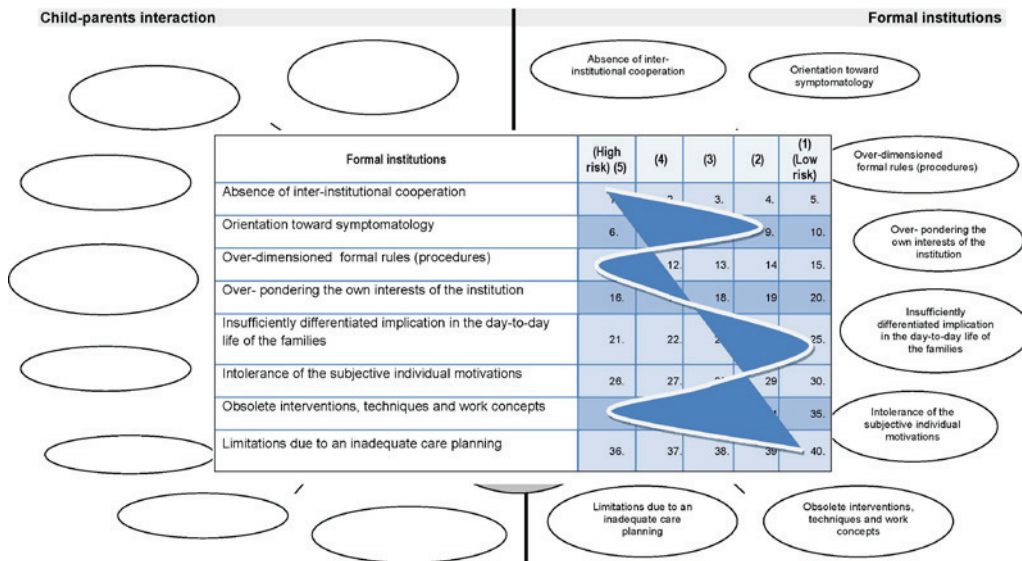 Child-parents interaction
Formal institutions
Absence of inter-
institutional cooperation
Orientation toward
symptomatology
Over-dimensioned
formal rules (procedures)
Over- pondering the
own interests of the
institution
Insufficiently
differentiated implication
in the day-to-day life of
the families
Intolerance of the
subjective individual
motivations
Obsolete interventions,
techniques and work
concepts
Limitations due to an
inadequate care
planning
Formal institutions (High risk) (5) (4) (3) (2) (1) (Low risk)
Absence of inter-institutional cooperation 3. 4. 5.
Orientation toward symptomatology 6. 9. 10.
Over-dimensioned formal rules (procedures) 12. 13. 14 15.
Over- pondering the own interests of the institution 16. 18. 19 20.
Insufficiently differentiated implication in the day-to-day
life of the families 21. 22. 25.
Intolerance of the subjective individual motivations 26. 27. 29 30.
Obsolete interventions, techniques and work concepts 35.
Limitations due to an inadequate care planning 36. 37. 38. 39 40.